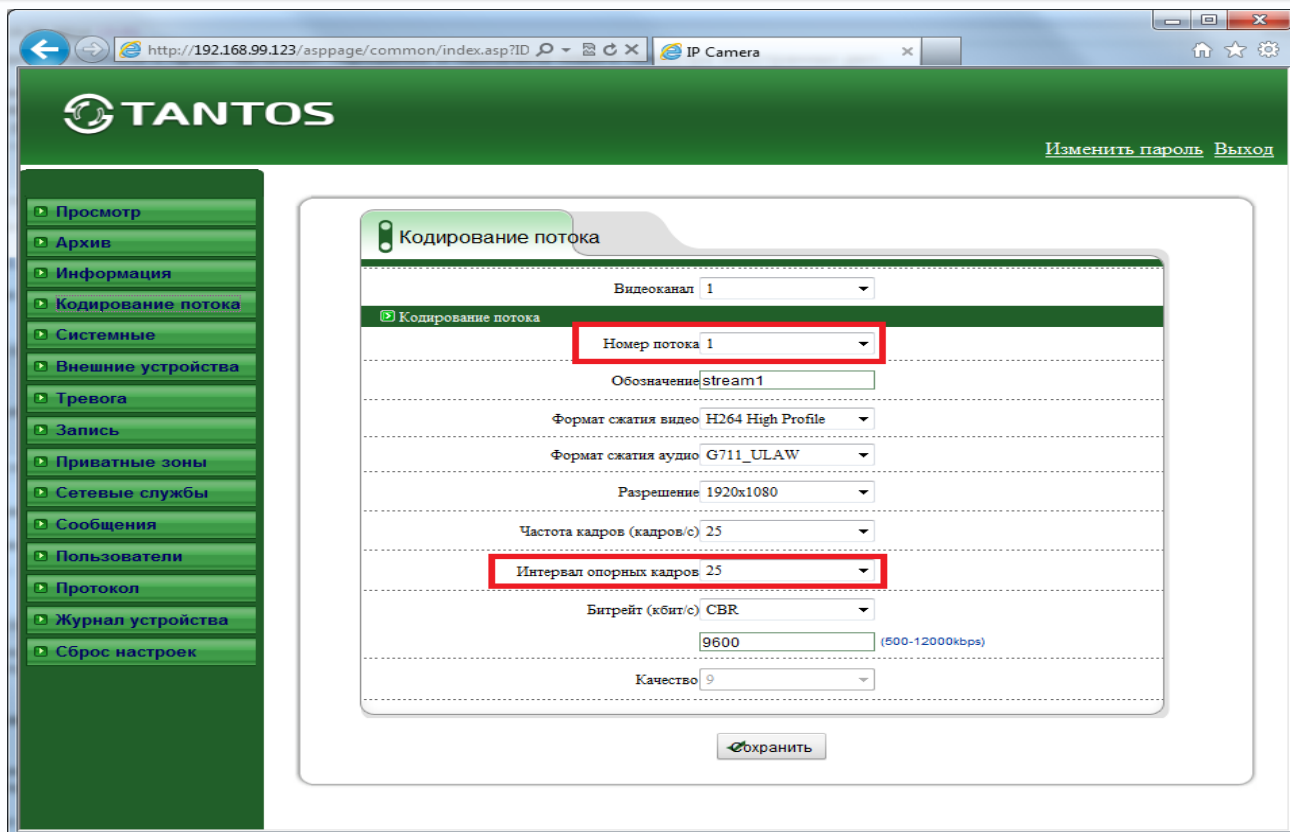 http://192.168.99.123/asppage/common/index.asp?ID
IP Camera
TANTOS
Изменить пароль Выход
Просмотр
Архив
Информация
Кодирование потока
Системные
Внешние устройства
Тревога
Запись
Приватные зоны
Сетевые службы
Сообщения
Пользователи
Протокол
Журнал устройства
Сброс настроек
Кодирование потока
Видеоканал 1
Кодирование потока
Номер потока 1
Обозначение stream1
Формат сжатия видео H264 High Profile
Формат сжатия аудио G711_ULAW
Разрешение 1920x1080
Частота кадров (кадров/с) 25
Интервал опорных кадров 25
Битрейт (кбит/с) CBR
9600 (500-12000kbps)
Качество 9
Сохранить